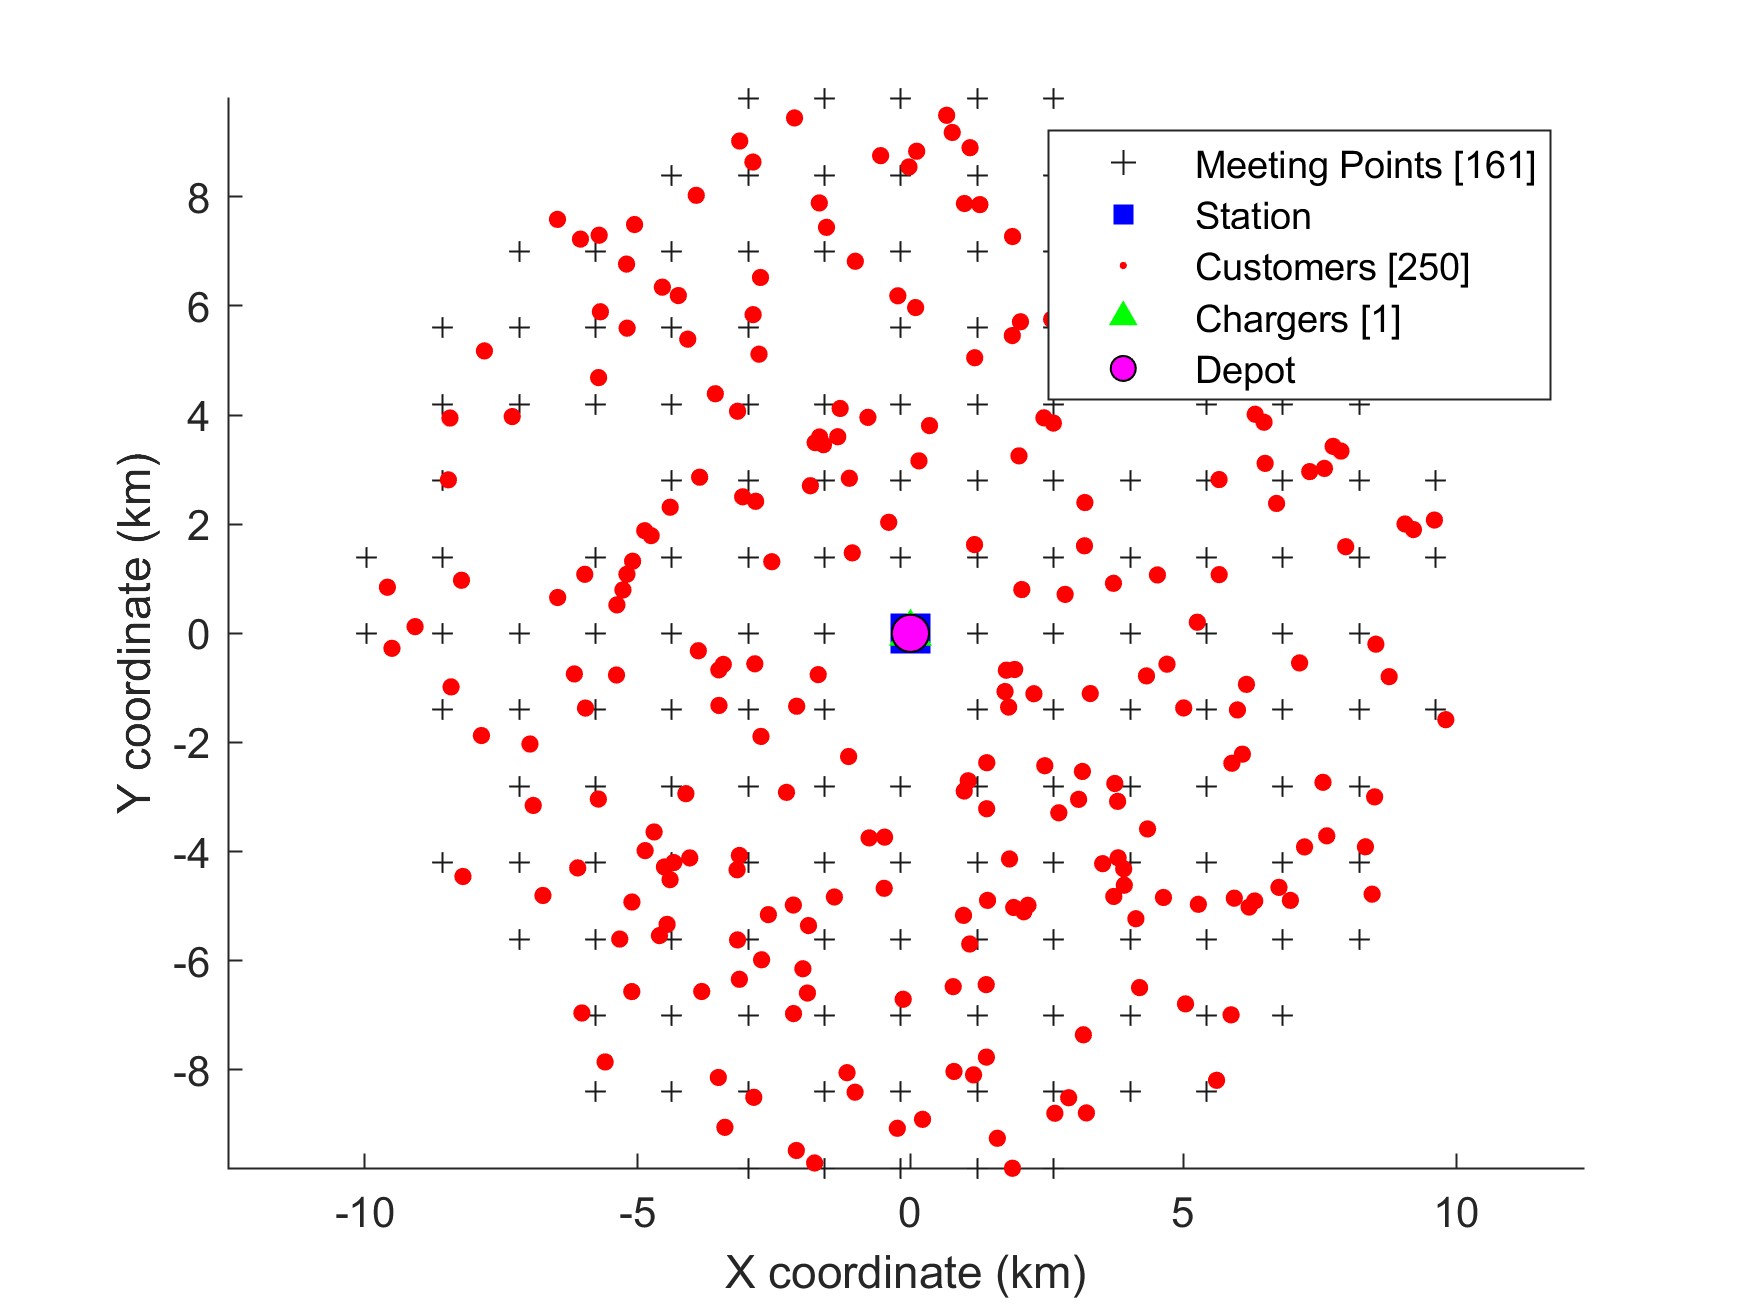 Meeting Points [161]
Station
Customers [250]
Chargers [1]
Depot
8
6
4
2
0
-2
-4
-6
-8
Y coordinate (km)
-10
-5
0
5
10
X coordinate (km)